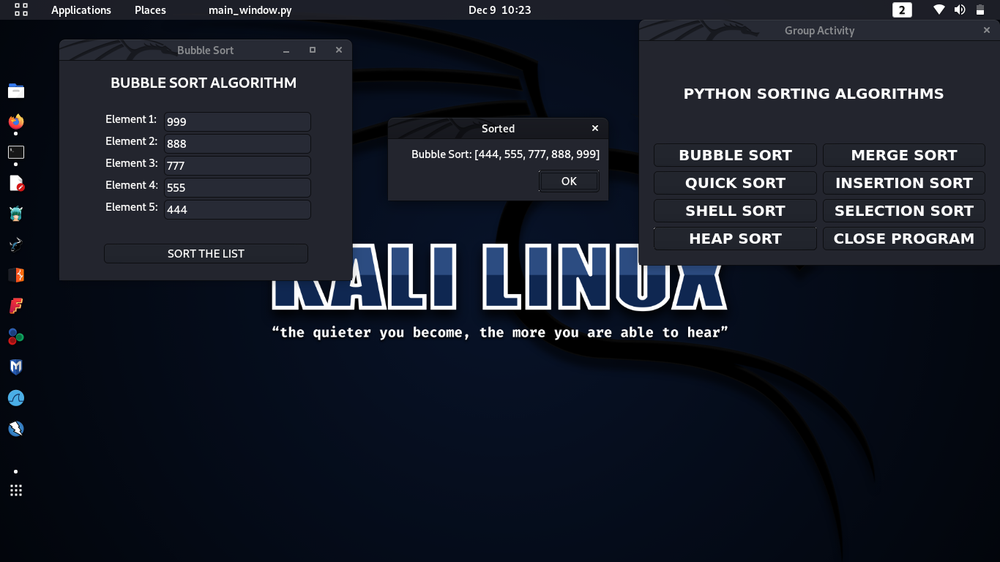 Applications Places main_window.py Dec 9 10:23 2
Bubble Sort
BUBBLE SORT ALGORITHM
Element 1: 999
Element 2: 888
Element 3: 777
Element 4: 555
Element 5: 444
SORT THE LIST
Sorted
Bubble Sort: [444, 555, 777, 888, 999]
OK
Group Activity
PYTHON SORTING ALGORITHMS
BUBBLE SORT MERGE SORT
QUICK SORT INSERTION SORT
SHELL SORT SELECTION SORT
HEAP SORT CLOSE PROGRAM
KALI LINUX
“the quieter you become, the more you are able to hear”